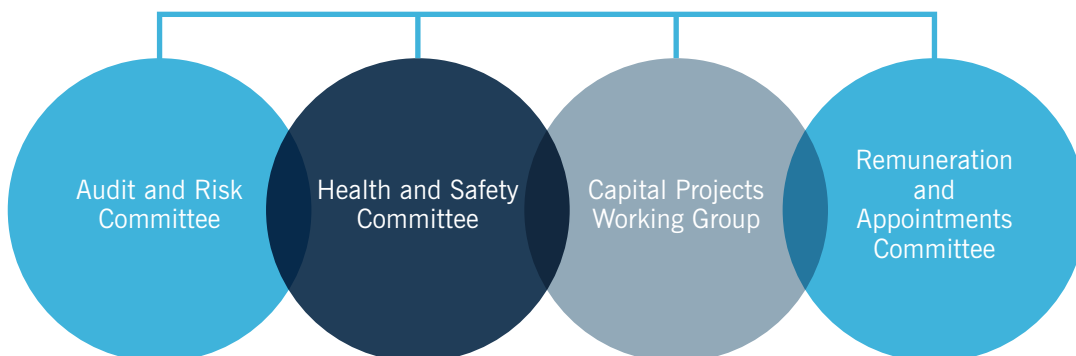 Audit and Risk
Committee
Health and Safety
Committee
Capital Projects
Working Group
Remuneration
and
Appointments
Committee